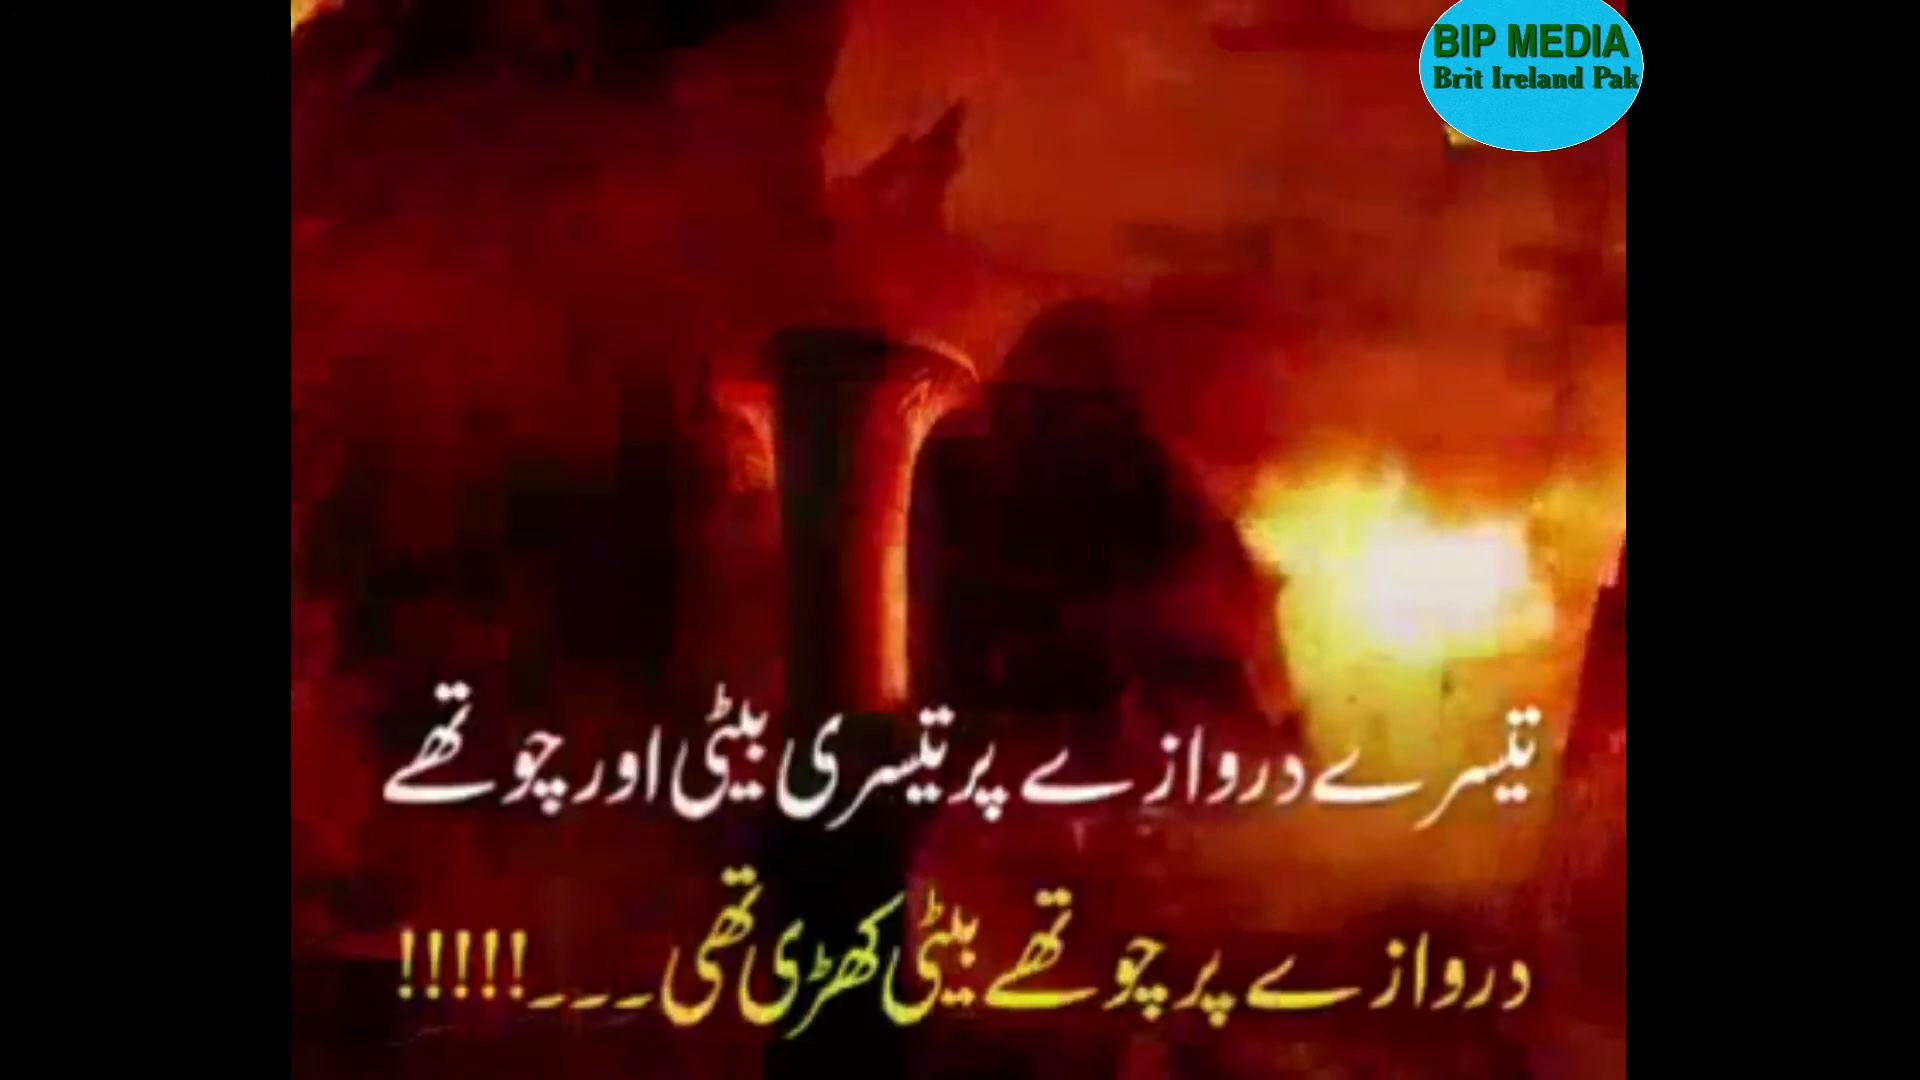 BIP MEDIA
Brit Ireland Pak
تیسرے دروازے پر تیسری بیٹی اور چوتھے
دروازے پر چوتھے بیٹی کھڑی تھی۔۔۔!!!!!